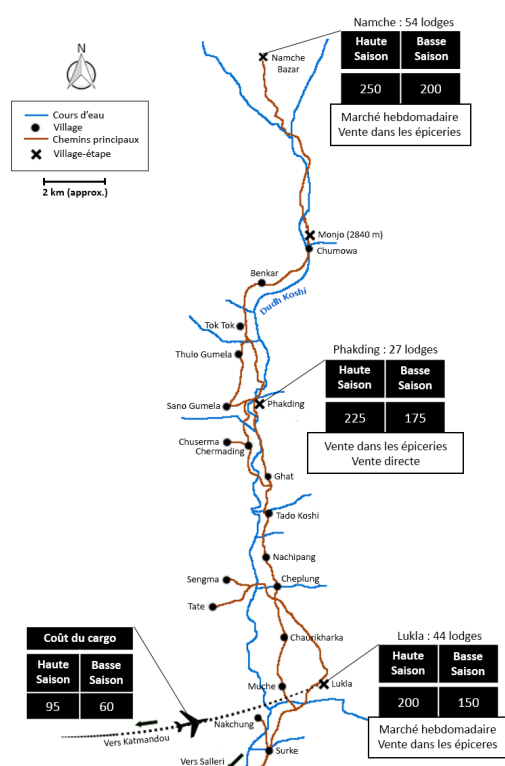 Namche : 54 lodges
Haute
Saison
Basse
Saison
250
200
Marché hebdomadaire
Vente dans les épiceries
N
Namche
Bazar
Cours d'eau
Village
Chemins principaux
Village-étape
2 km (approx.)
Monjo (2840 m)
Chumowa
Benkar
Dudh Koshi
Tok Tok
Thulo Gumela
Phakding : 27 lodges
Haute
Saison
Basse
Saison
225
175
Vente dans les épiceries
Vente directe
Sano Gumela
Phakding
Chuserma
Chermading
Ghat
Tado Koshi
Nachipang
Sengma
Cheplung
Tate
Chaurikharka
Coût du cargo
Haute
Saison
Basse
Saison
95
60
Lukla : 44 lodges
Haute
Saison
Basse
Saison
200
150
Marché hebdomadaire
Vente dans les épiceres
Muche
Lukla
Nakchung
Vers Katmandou
Surke
Vers Salleri